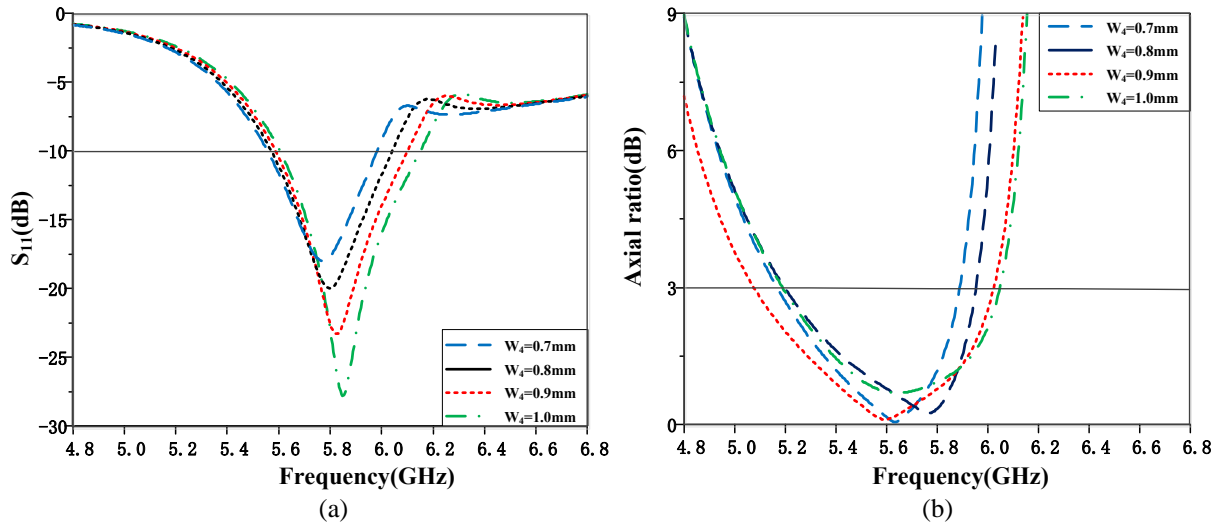 0
-5
-10
-15
-20
-25
-30
S₁₁(dB)
4.8 5.0 5.2 5.4 5.6 5.8 6.0 6.2 6.4 6.6 6.8
Frequency(GHz)
W₄=0.7mm
W₄=0.8mm
W₄=0.9mm
W₄=1.0mm
(a)
9
6
3
0
Axial ratio(dB)
4.8 5.0 5.2 5.4 5.6 5.8 6.0 6.2 6.4 6.6 6.8
Frequency(GHz)
W₄=0.7mm
W₄=0.8mm
W₄=0.9mm
W₄=1.0mm
(b)